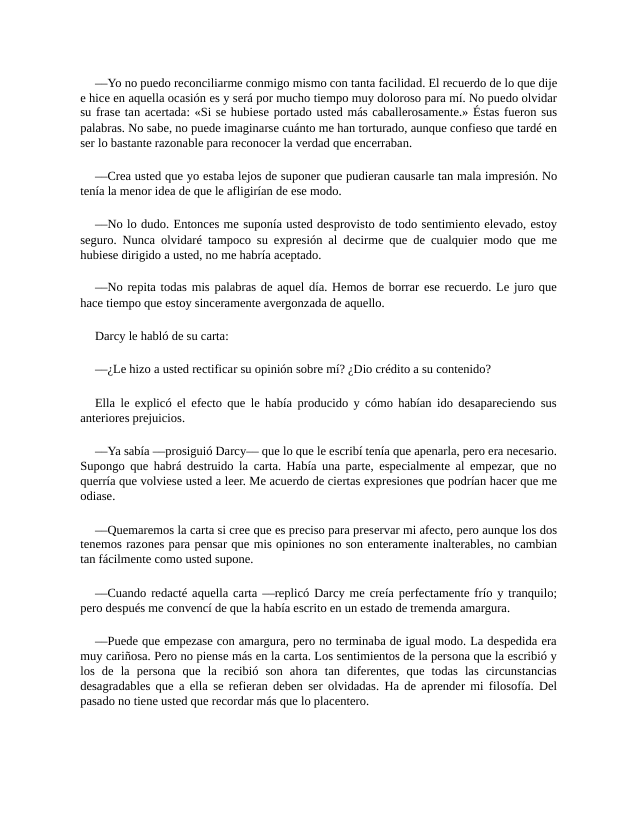 —Yo no puedo reconciliarme conmigo mismo con tanta facilidad. El recuerdo de lo que dije
e hice en aquella ocasión es y será por mucho tiempo muy doloroso para mí. No puedo olvidar
su frase tan acertada: «Si se hubiese portado usted más caballerosamente.» Éstas fueron sus
palabras. No sabe, no puede imaginarse cuánto me han torturado, aunque confieso que tardé en
ser lo bastante razonable para reconocer la verdad que encerraban.
—Crea usted que yo estaba lejos de suponer que pudieran causarle tan mala impresión. No
tenía la menor idea de que le afligirían de ese modo.
—No lo dudo. Entonces me suponía usted desprovisto de todo sentimiento elevado, estoy
seguro. Nunca olvidaré tampoco su expresión al decirme que de cualquier modo que me
hubiese dirigido a usted, no me habría aceptado.
—No repita todas mis palabras de aquel día. Hemos de borrar ese recuerdo. Le juro que
hace tiempo que estoy sinceramente avergonzada de aquello.
Darcy le habló de su carta:
—¿Le hizo a usted rectificar su opinión sobre mí? ¿Dio crédito a su contenido?
Ella le explicó el efecto que le había producido y cómo habían ido desapareciendo sus
anteriores prejuicios.
—Ya sabía —prosiguió Darcy— que lo que le escribí tenía que apenarla, pero era necesario.
Supongo que habrá destruido la carta. Había una parte, especialmente al empezar, que no
querría que volviese usted a leer. Me acuerdo de ciertas expresiones que podrían hacer que me
odiase.
—Quemaremos la carta si cree que es preciso para preservar mi afecto, pero aunque los dos
tenemos razones para pensar que mis opiniones no son enteramente inalterables, no cambian
tan fácilmente como usted supone.
—Cuando redacté aquella carta —replicó Darcy me creía perfectamente frío y tranquilo;
pero después me convencí de que la había escrito en un estado de tremenda amargura.
—Puede que empezase con amargura, pero no terminaba de igual modo. La despedida era
muy cariñosa. Pero no piense más en la carta. Los sentimientos de la persona que la escribió y
los de la persona que la recibió son ahora tan diferentes, que todas las circunstancias
desagradables que a ella se refieran deben ser olvidadas. Ha de aprender mi filosofía. Del
pasado no tiene usted que recordar más que lo placentero.